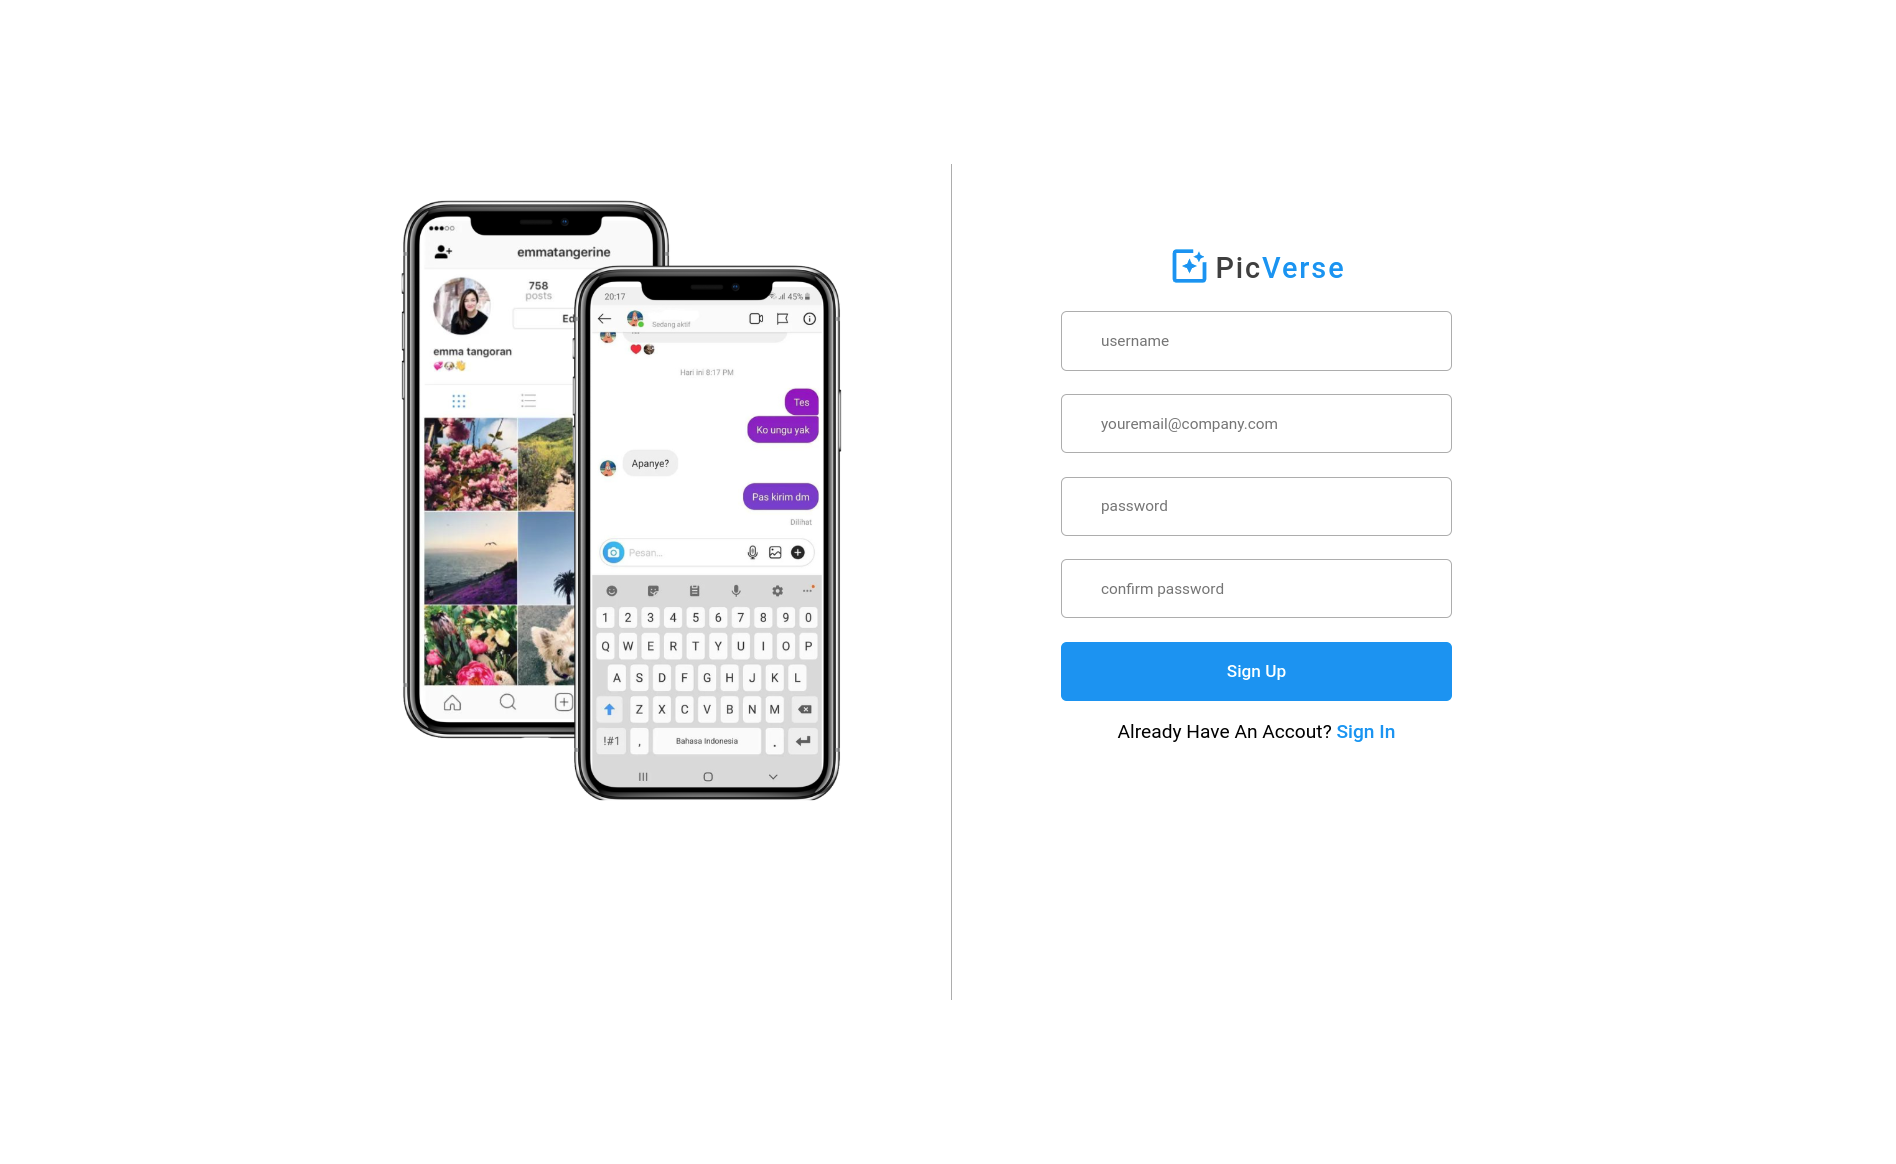 emmatangerine
758
posts
Ed
emma tangoran
20:17
45%
Sedang aktif
Hari ini 8:17 PM
Tes
Ko ungu yak
Apanye?
Pas kirim dm
Dilihat
Pesan...
1 2 3 4 5 6 7 8 9 0
Q W E R T Y U I O P
A S D F G H J K L
Z X C V B N M
!#1 , Bahasa Indonesia .
PicVerse
username
youremail@company.com
password
confirm password
Sign Up
Already Have An Accout? Sign In